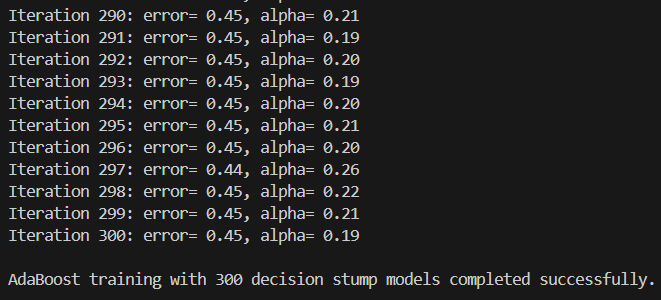 Iteration 290: error= 0.45, alpha= 0.21
Iteration 291: error= 0.45, alpha= 0.19
Iteration 292: error= 0.45, alpha= 0.20
Iteration 293: error= 0.45, alpha= 0.19
Iteration 294: error= 0.45, alpha= 0.20
Iteration 295: error= 0.45, alpha= 0.21
Iteration 296: error= 0.45, alpha= 0.20
Iteration 297: error= 0.44, alpha= 0.26
Iteration 298: error= 0.45, alpha= 0.22
Iteration 299: error= 0.45, alpha= 0.21
Iteration 300: error= 0.45, alpha= 0.19
AdaBoost training with 300 decision stump models completed successfully.